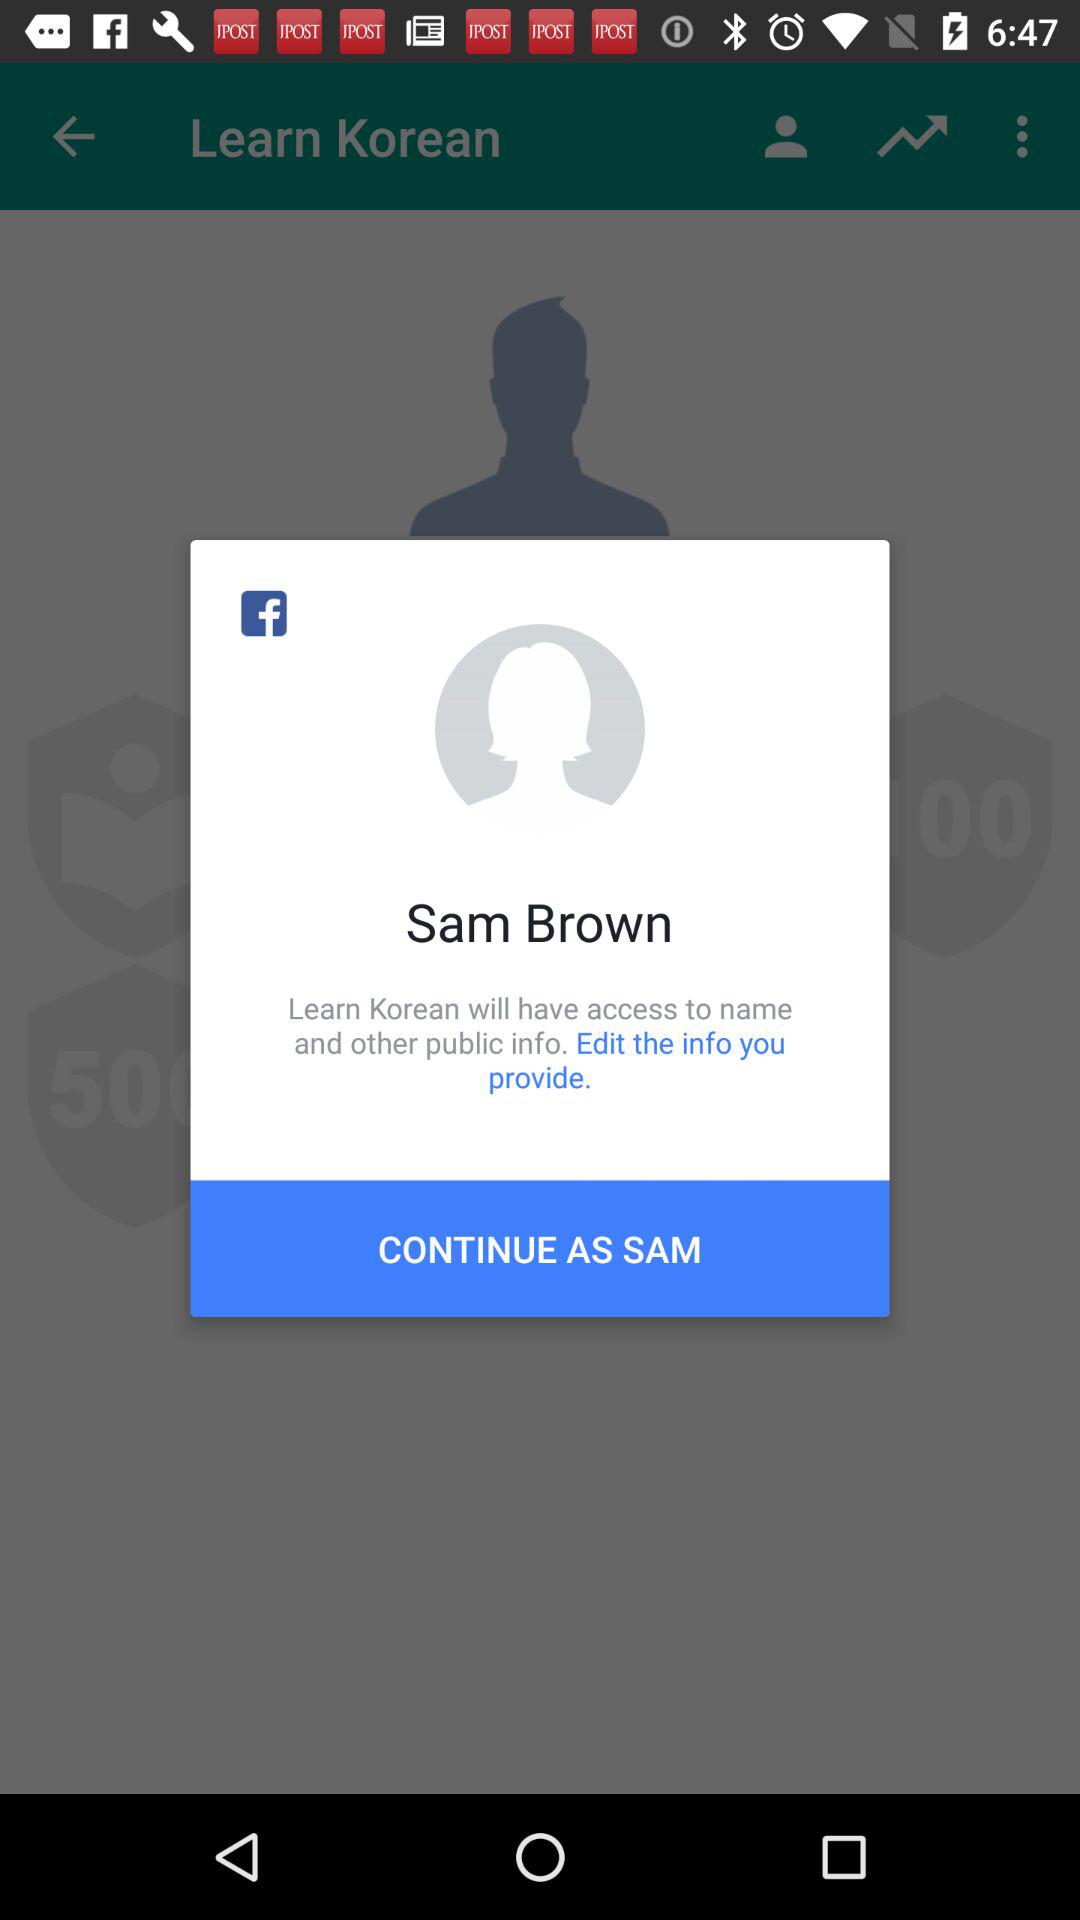 JPOST JPOST JPOST JPOST JPOST JPOST 6:47
Learn Korean
100
500
Sam Brown
Learn Korean will have access to name
and other public info. Edit the info you
provide.
CONTINUE AS SAM